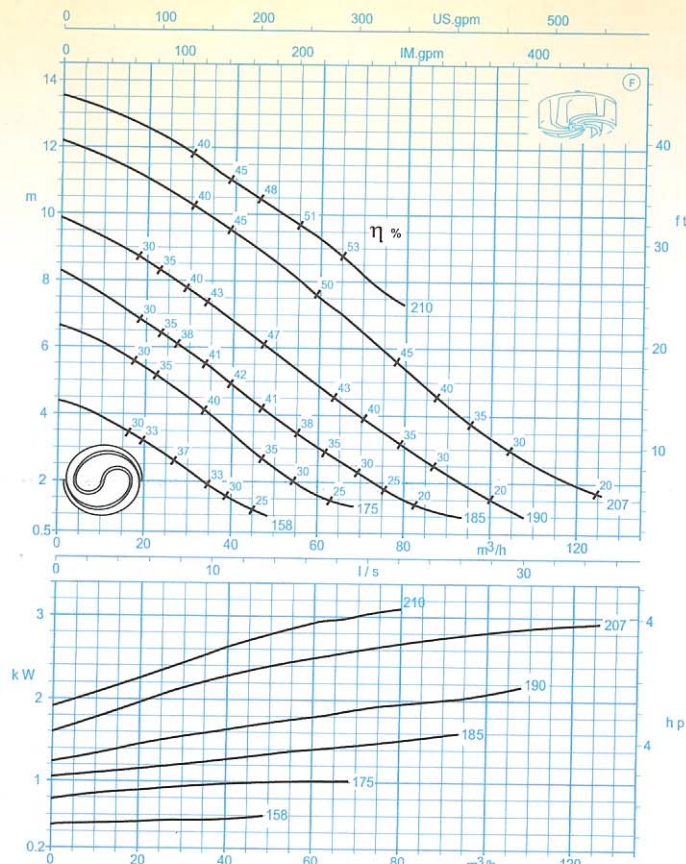 0 100 200 300 US.gpm 500
0 100 200 IM.gpm 400
14
F
12
40
m
10
8
6
4
2
0.5
ft
40
30
20
10
η %
40 45 48 51 53 210
40 45 50 45 40 35 30 20 207
30 35 40 43 47 43 40 35 30 20 190
30 35 38 41 42 41 38 35 30 25 20 185
30 35 40 35 30 25 175
30 33 37 33 30 25 158
0 20 40 60 80 m³/h 120
0 10 l/s 30
3
kW
2
1
0.2
210
207
190
185
175
158
4
hp
4
0 20 40 80 m³/h 120